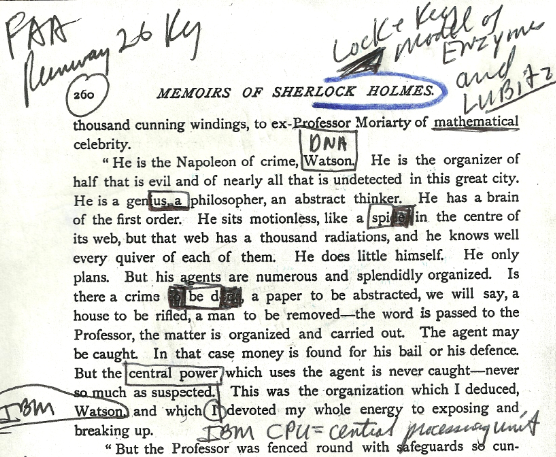 PAA
Runway 26 Ky
Lock & Key
Model of
Enzymes
and
LUBitz
260
MEMOIRS OF SHERLOCK HOLMES.
thousand cunning windings, to ex-Professor Moriarty of mathematical
celebrity.
DNA
“ He is the Napoleon of crime, Watson. He is the organizer of
half that is evil and of nearly all that is undetected in this great city.
He is a genius, a philosopher, an abstract thinker. He has a brain
of the first order. He sits motionless, like a spi in the centre of
its web, but that web has a thousand radiations, and he knows well
every quiver of each of them. He does little himself. He only
plans. But his agents are numerous and splendidly organized. Is
there a crime be d, a paper to be abstracted, we will say, a
house to be rifled, a man to be removed—the word is passed to the
Professor, the matter is organized and carried out. The agent may
be caught. In that case money is found for his bail or his defence.
But the central power which uses the agent is never caught—never
so much as suspected. This was the organization which I deduced,
IBM
Watson, and which I devoted my whole energy to exposing and
breaking up.
IBM CPU = central processing unit
“ But the Professor was fenced round with safeguards so cun-